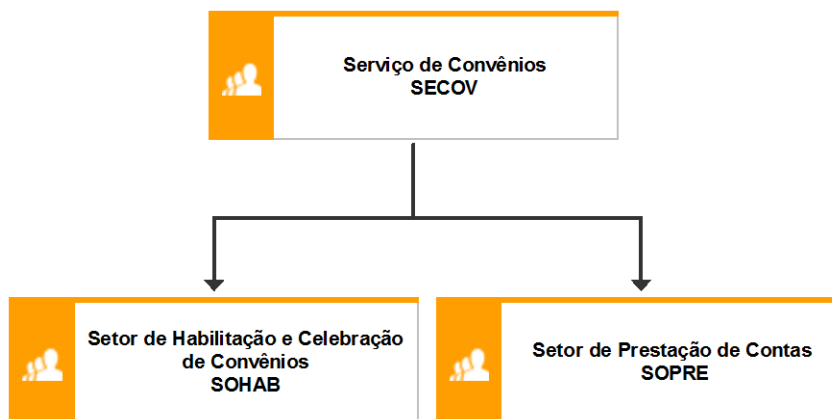 Serviço de Convênios
SECOV
Setor de Habilitação e Celebração
de Convênios
SOHAB
Setor de Prestação de Contas
SOPRE